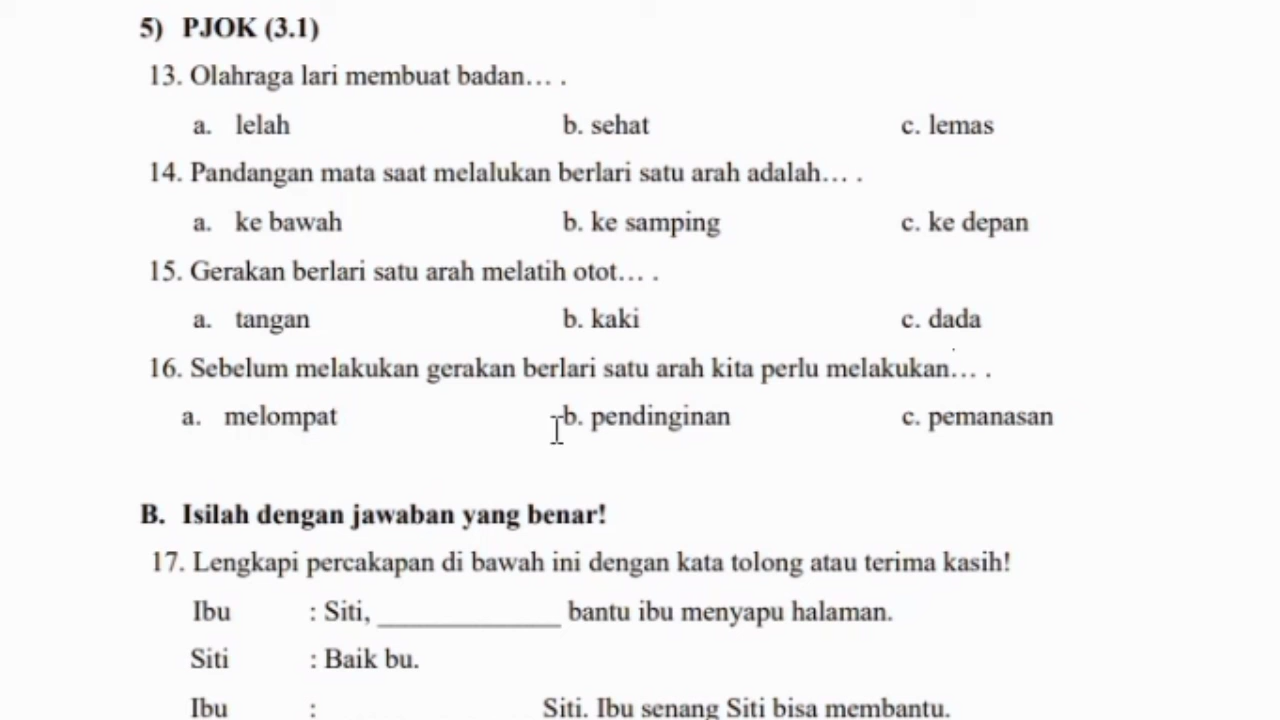 5) PJOK (3.1)
13. Olahraga lari membuat badan... .
a. lelah b. sehat c. lemas
14. Pandangan mata saat melalukan berlari satu arah adalah... .
a. ke bawah b. ke samping c. ke depan
15. Gerakan berlari satu arah melatih otot... .
a. tangan b. kaki c. dada
16. Sebelum melakukan gerakan berlari satu arah kita perlu melakukan... .
a. melompat b. pendinginan c. pemanasan
B. Isilah dengan jawaban yang benar!
17. Lengkapi percakapan di bawah ini dengan kata tolong atau terima kasih!
Ibu : Siti, _____________ bantu ibu menyapu halaman.
Siti : Baik bu.
Ibu : _____________ Siti. Ibu senang Siti bisa membantu.